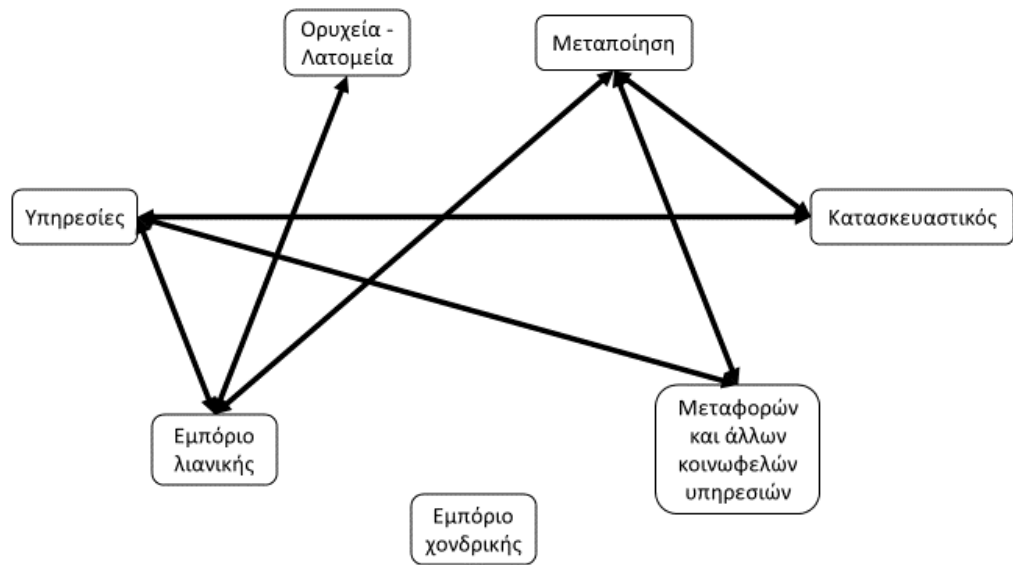 Ορυχεία -
Λατομεία
Μεταποίηση
Υπηρεσίες
Κατασκευαστικός
Εμπόριο
λιανικής
Μεταφορών
και άλλων
κοινωφελών
υπηρεσιών
Εμπόριο
χονδρικής